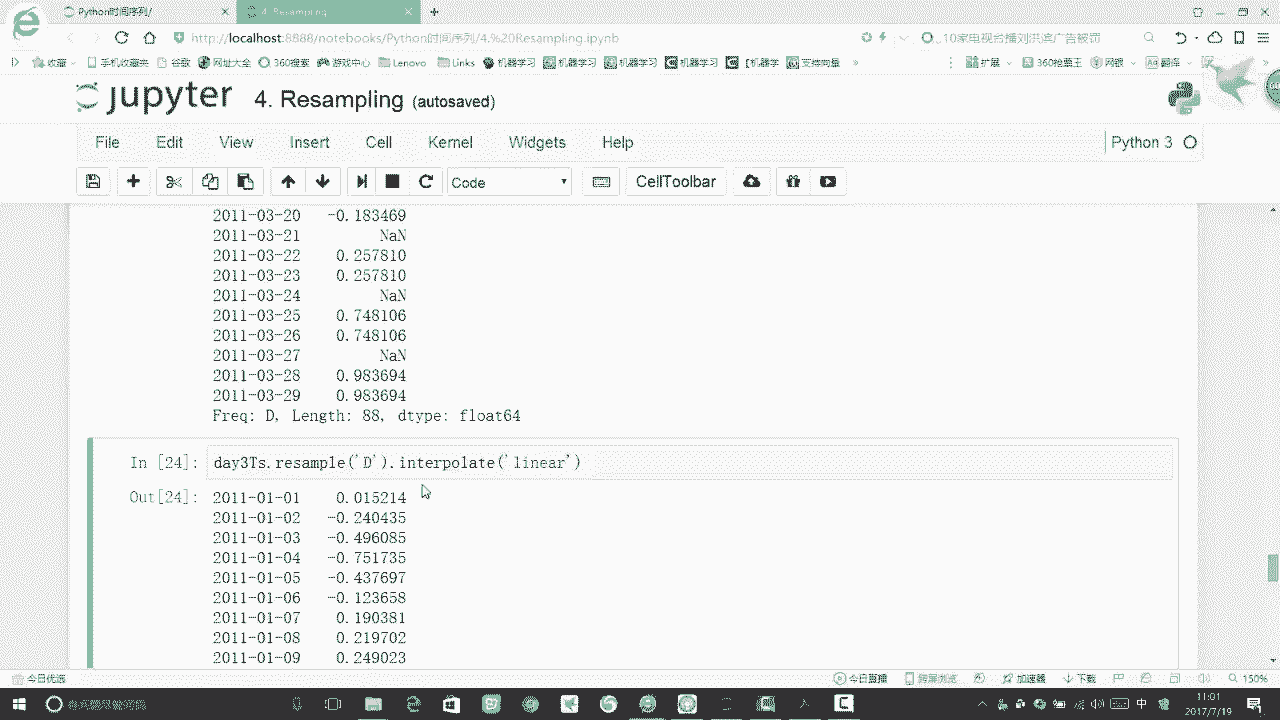 Python时间序列/
4. Resampling
http://localhost:8888/notebooks/Python时间序列/4.%20Resampling.ipynb
10家电视台播刘洪滨广告被罚
收藏 手机收藏夹 谷歌 网址大全 360搜索 游戏中心 Lenovo Links 机器学习 机器学习 机器学习 机器学习 【机器学习 支持向量 » 扩展 360抢票王 网银 翻译 »
jupyter 4. Resampling (autosaved)
File Edit View Insert Cell Kernel Widgets Help Python 3
Code CellToolbar
2011-03-20 -0.183469
2011-03-21 NaN
2011-03-22 0.257810
2011-03-23 0.257810
2011-03-24 NaN
2011-03-25 0.748106
2011-03-26 0.748106
2011-03-27 NaN
2011-03-28 0.983694
2011-03-29 0.983694
Freq: D, Length: 88, dtype: float64
In [24]: day3Ts.resample('D').interpolate('linear')
Out[24]: 2011-01-01 0.015214
2011-01-02 -0.240435
2011-01-03 -0.496085
2011-01-04 -0.751735
2011-01-05 -0.437697
2011-01-06 -0.123658
2011-01-07 0.190381
2011-01-08 0.219702
2011-01-09 0.249023
今日优选 今日直播 加速器 下载 150%
中 11:01
2017/7/19